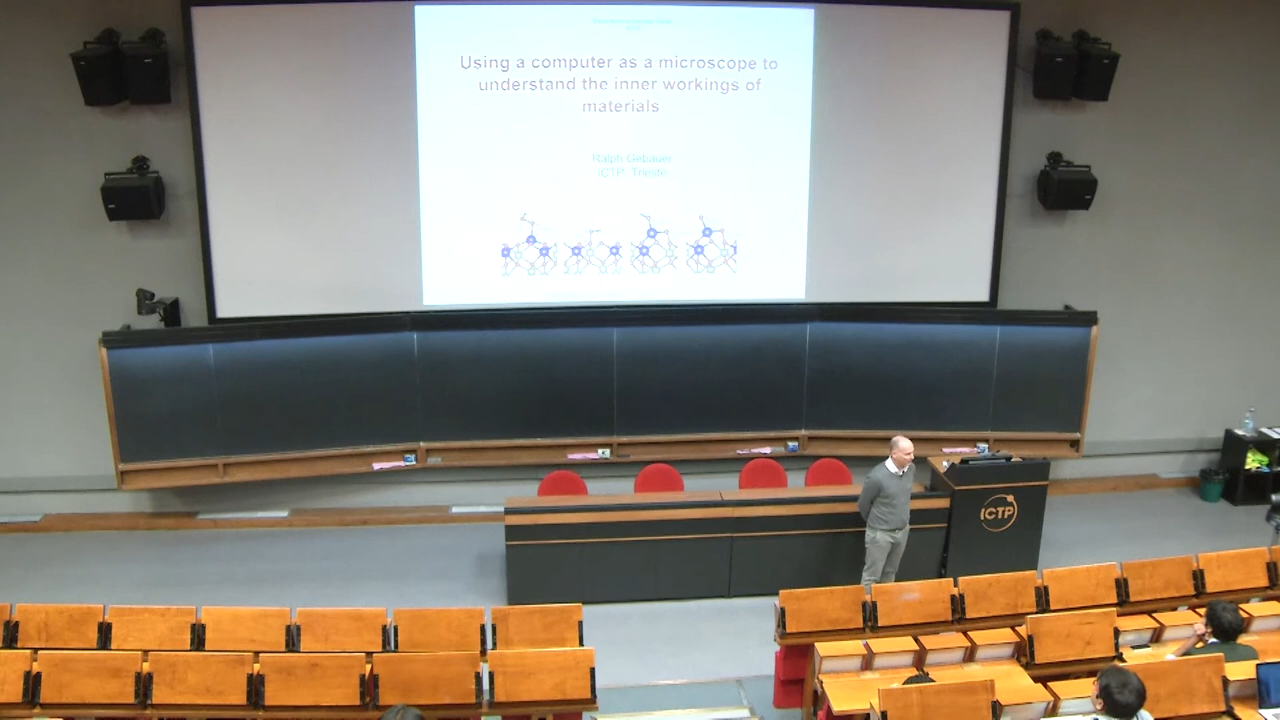 Using a computer as a microscope to
understand the inner workings of
materials
Ralph Gebauer
ICTP, Trieste
ICTP